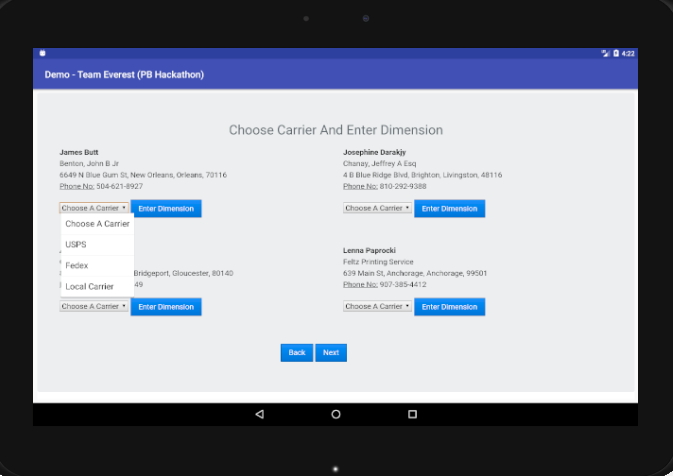 4:22
Demo - Team Everest (PB Hackathon)
Choose Carrier And Enter Dimension
James Butt
Benton, John B Jr
6649 N Blue Gum St, New Orleans, Orleans, 70116
Phone No: 504-621-8927
Choose A Carrier
Enter Dimension
Choose A Carrier
USPS
Fedex
Local Carrier
Josephine Darakjy
Chanay, Jeffrey A Esq
4 B Blue Ridge Blvd, Brighton, Livingston, 48116
Phone No: 810-292-9388
Choose A Carrier
Enter Dimension
Bridgeport, Gloucester, 80140
49
Choose A Carrier
Enter Dimension
Lenna Paprocki
Feltz Printing Service
639 Main St, Anchorage, Anchorage, 99501
Phone No: 907-385-4412
Choose A Carrier
Enter Dimension
Back
Next